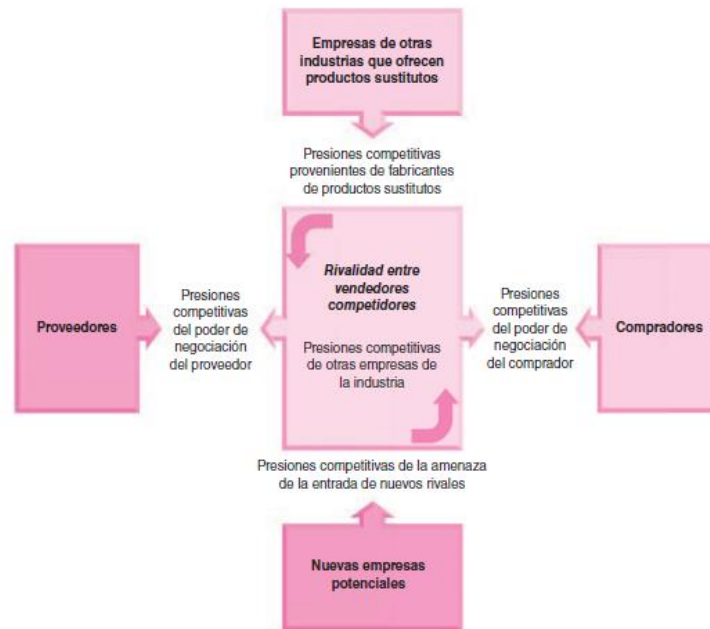 Empresas de otras
industrias que ofrecen
productos sustitutos
Presiones competitivas
provenientes de fabricantes
de productos sustitutos
Proveedores
Presiones
competitivas
del poder de
negociación
del proveedor
Rivalidad entre
vendedores
competidores
Presiones competitivas
de otras empresas de
la industria
Presiones
competitivas
del poder de
negociación
del comprador
Compradores
Presiones competitivas de la amenaza
de la entrada de nuevos rivales
Nuevas empresas
potenciales